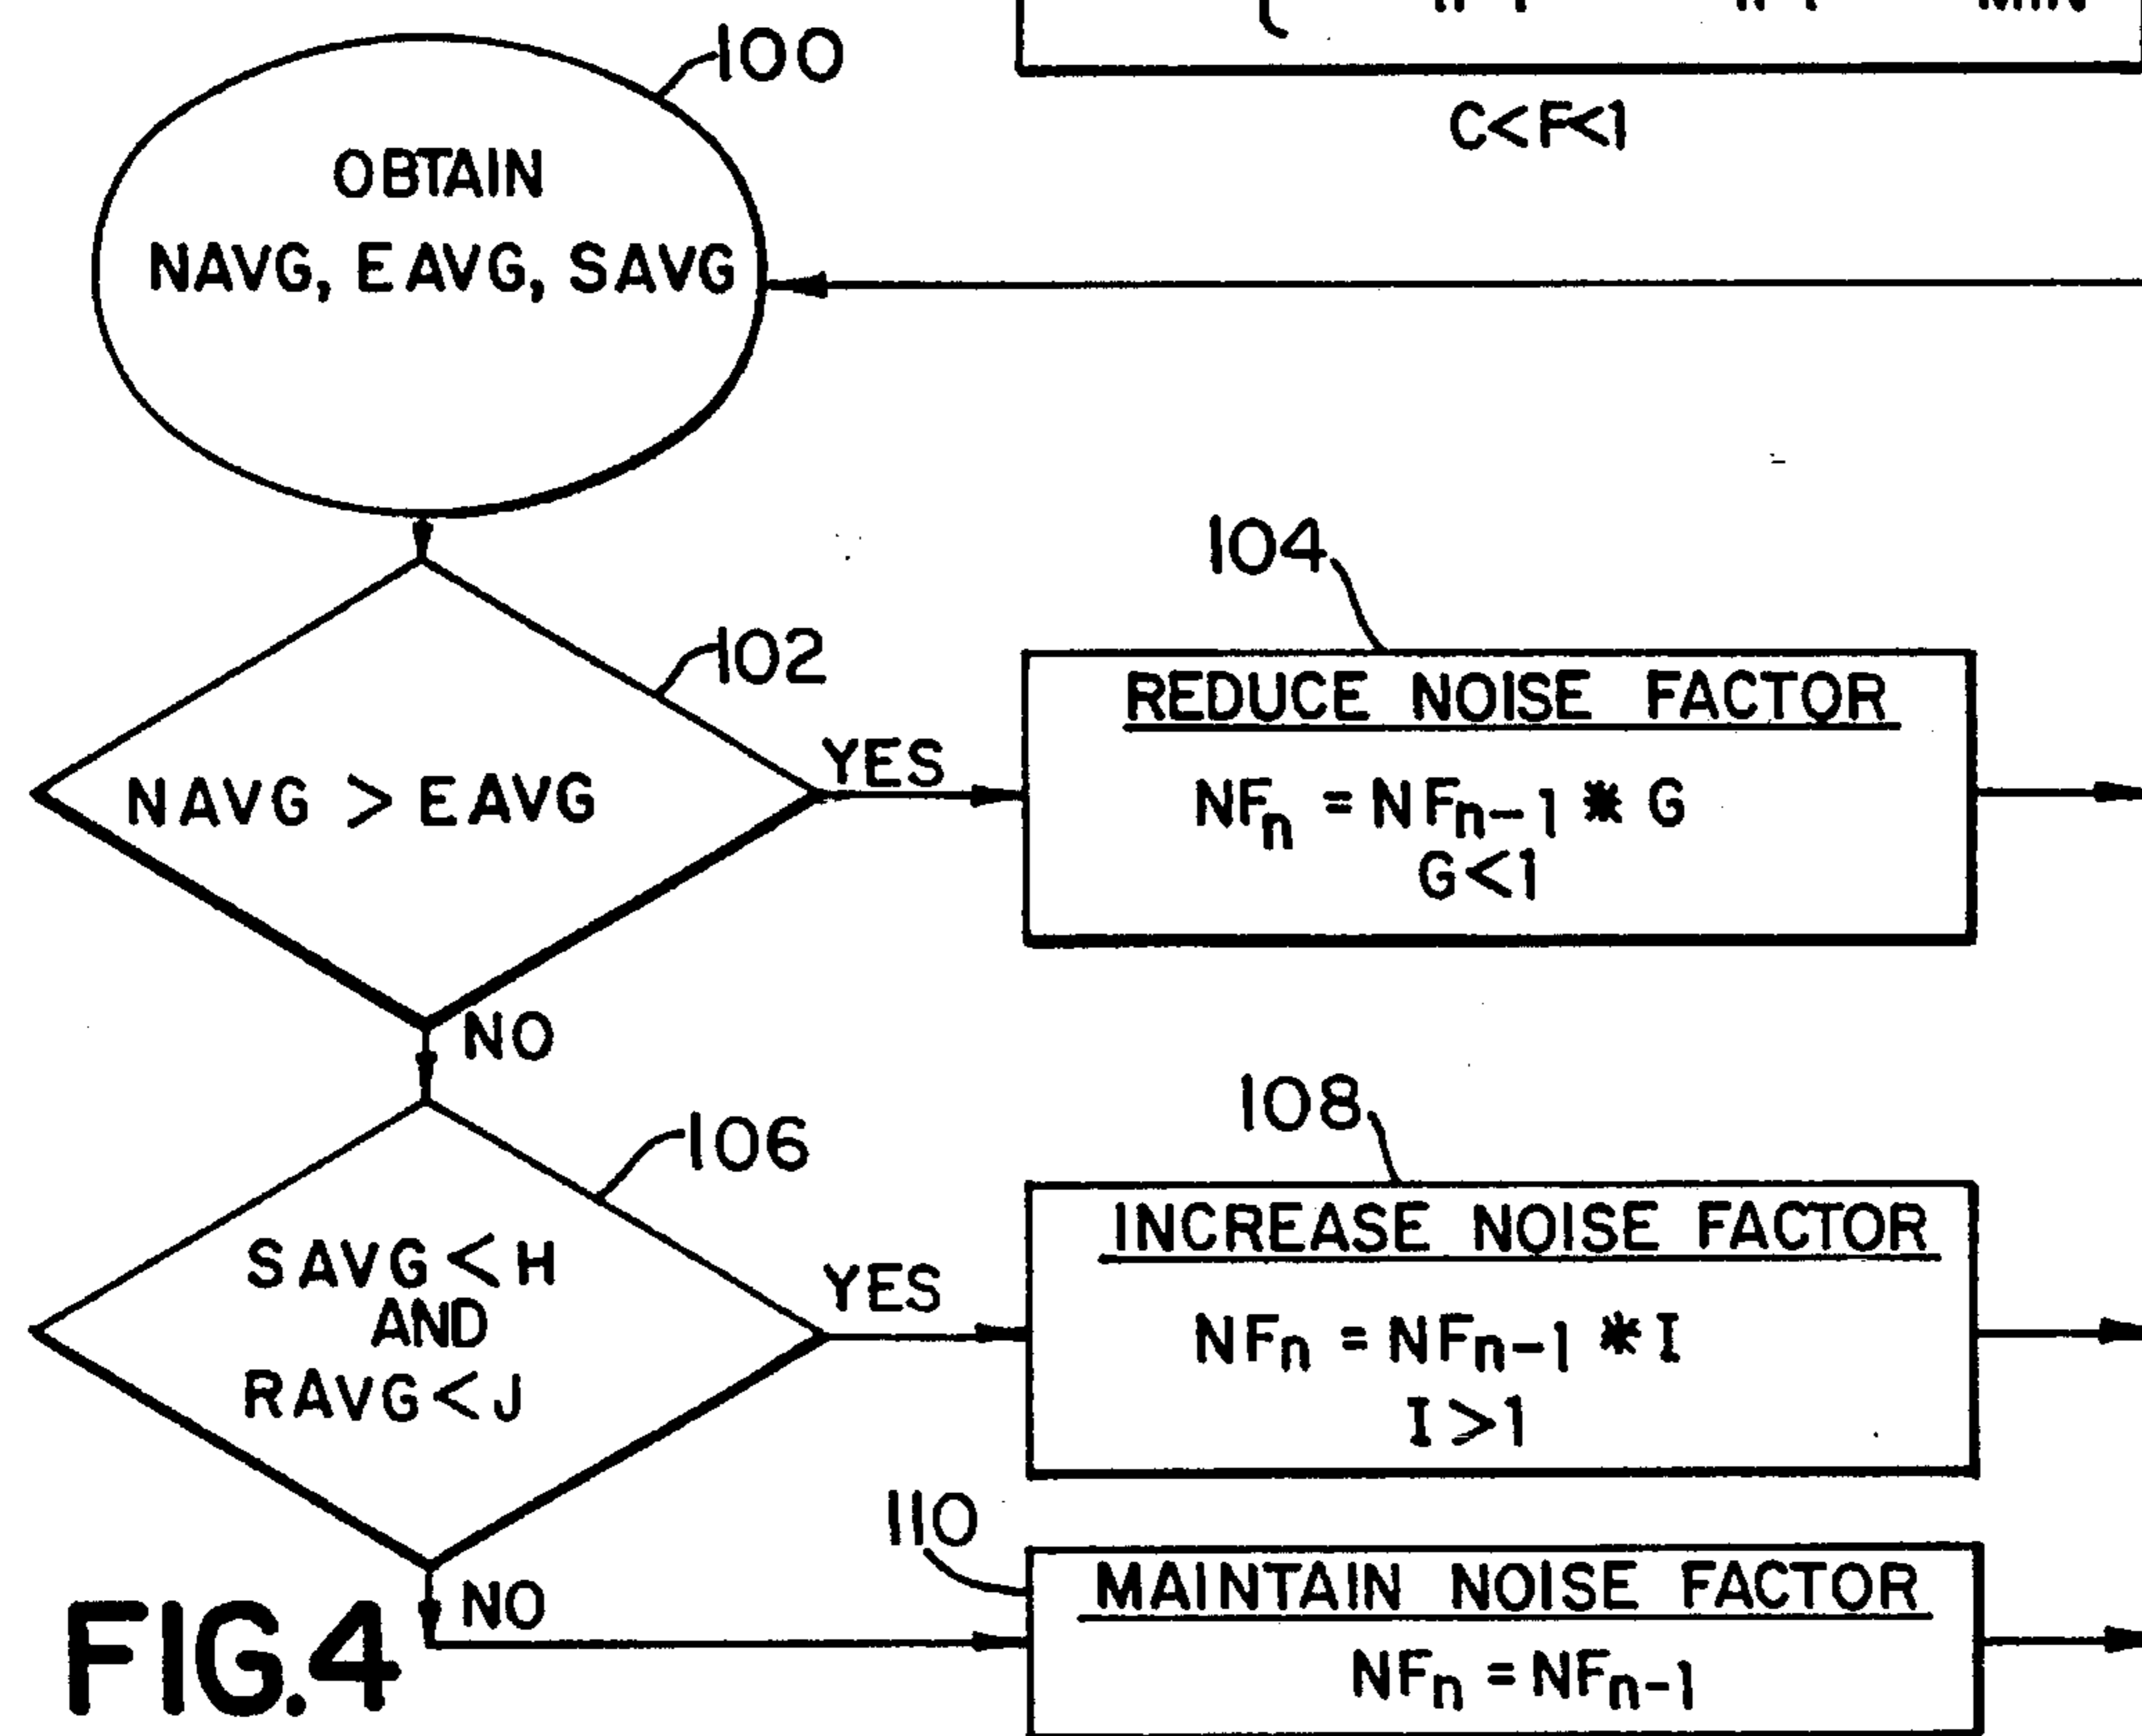 100
C<F<1
OBTAIN
NAVG, EAVG, SAVG
104
102
REDUCE NOISE FACTOR
YES
NAVG > EAVG
NFn = NFn-1 * G
G<1
NO
108
106
INCREASE NOISE FACTOR
SAVG < H
AND
RAVG < J
YES
NFn = NFn-1 * I
I>1
110
MAINTAIN NOISE FACTOR
NO
NFn = NFn-1
FIG.4